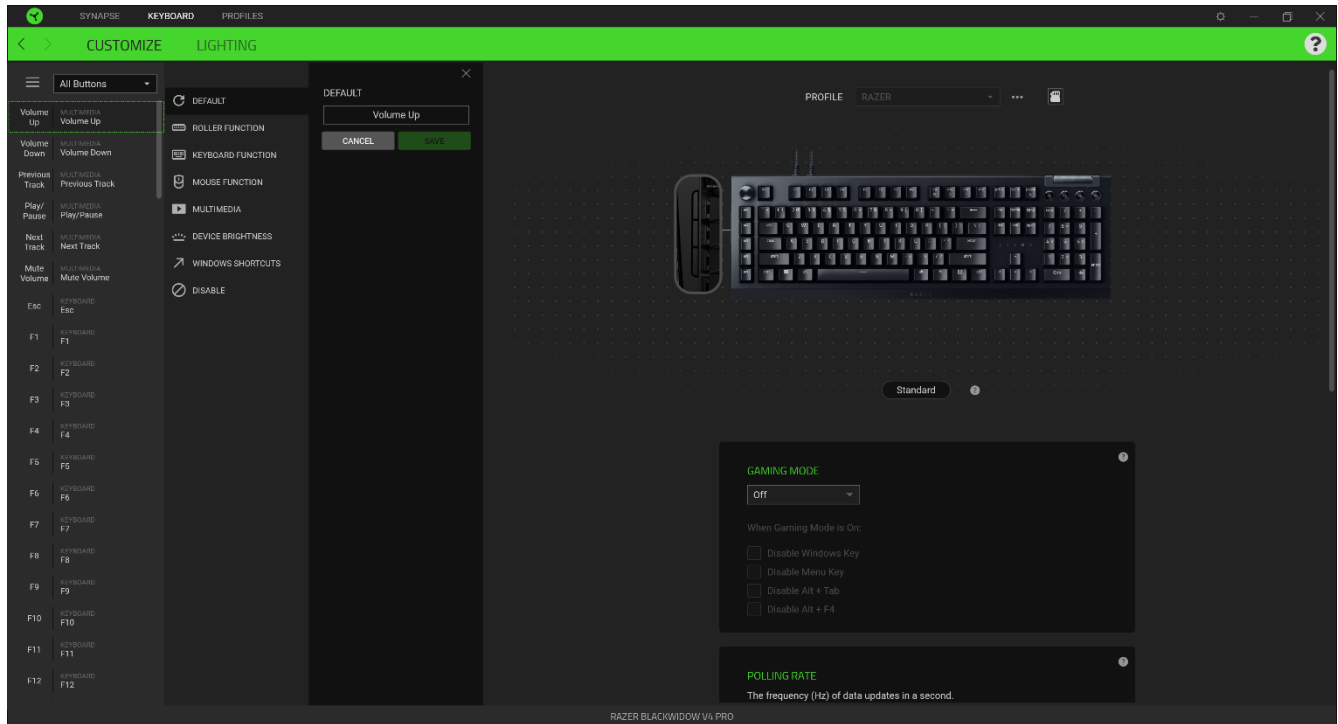 SYNAPSE KEYBOARD PROFILES
CUSTOMIZE LIGHTING
All Buttons
Volume Up MULTIMEDIA Volume Up
Volume Down MULTIMEDIA Volume Down
Previous Track MULTIMEDIA Previous Track
Play/Pause MULTIMEDIA Play/Pause
Next Track MULTIMEDIA Next Track
Mute Volume MULTIMEDIA Mute Volume
Esc KEYBOARD Esc
F1 KEYBOARD F1
F2 KEYBOARD F2
F3 KEYBOARD F3
F4 KEYBOARD F4
F5 KEYBOARD F5
F6 KEYBOARD F6
F7 KEYBOARD F7
F8 KEYBOARD F8
F9 KEYBOARD F9
F10 KEYBOARD F10
F11 KEYBOARD F11
F12 KEYBOARD F12
DEFAULT
ROLLER FUNCTION
KEYBOARD FUNCTION
MOUSE FUNCTION
MULTIMEDIA
DEVICE BRIGHTNESS
WINDOWS SHORTCUTS
DISABLE
DEFAULT
Volume Up
CANCEL SAVE
PROFILE RAZER
Standard ?
GAMING MODE
Off
When Gaming Mode is On:
Disable Windows Key
Disable Menu Key
Disable Alt + Tab
Disable Alt + F4
POLLING RATE
The frequency (Hz) of data updates in a second.
RAZER BLACKWIDOW V4 PRO